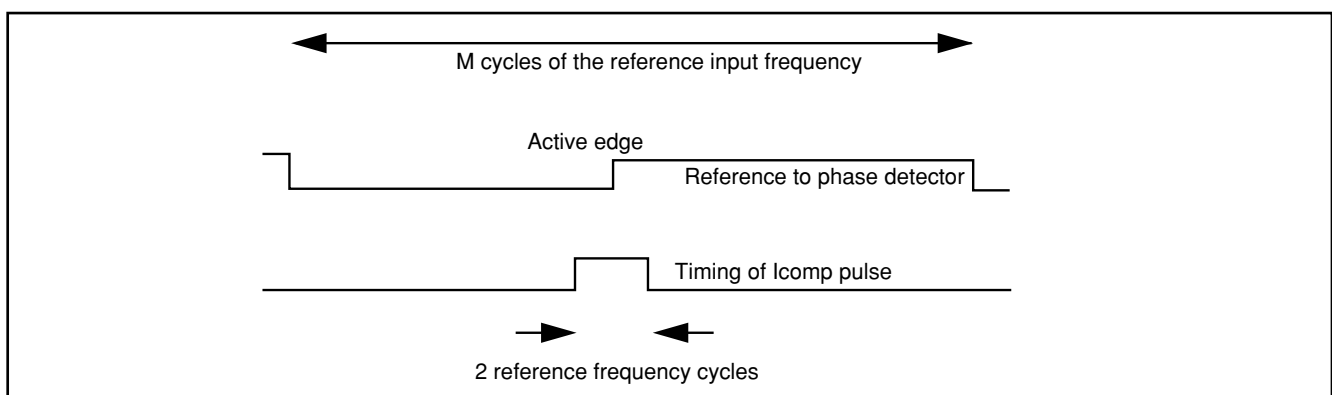 M cycles of the reference input frequency
Active edge
Reference to phase detector
Timing of Icomp pulse
2 reference frequency cycles